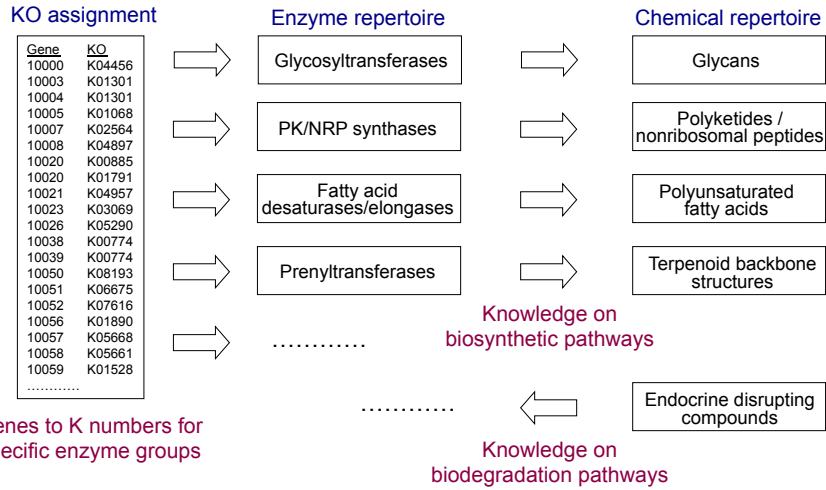 KO assignment
Enzyme repertoire
Chemical repertoire
Gene KO
10000 K04456
10003 K01301
10004 K01301
10005 K01068
10007 K02564
10008 K04897
10020 K00885
10020 K01791
10021 K04957
10023 K03069
10026 K05290
10038 K00774
10039 K00774
10050 K08193
10051 K06675
10052 K07616
10056 K01890
10057 K05668
10058 K05661
10059 K01528
............
Glycosyltransferases
Glycans
PK/NRP synthases
Polyketides /
nonribosomal peptides
Fatty acid
desaturases/elongases
Polyunsaturated
fatty acids
Prenyltransferases
Terpenoid backbone
structures
Knowledge on
biosynthetic pathways
............
............
Endocrine disrupting
compounds
Knowledge on
biodegradation pathways
enes to K numbers for
ecific enzyme groups